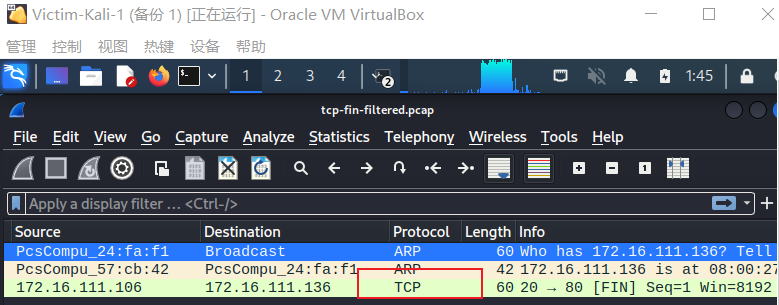 Victim-Kali-1 (备份 1) [正在运行] - Oracle VM VirtualBox
管理 控制 视图 热键 设备 帮助
1 2 3 4 2 1:45
tcp-fin-filtered.pcap
File Edit View Go Capture Analyze Statistics Telephony Wireless Tools Help
Apply a display filter … <Ctrl-/>
Source Destination Protocol Length Info
PcsCompu_24:fa:f1 Broadcast ARP 60 Who has 172.16.111.136? Tell
PcsCompu_57:cb:42 PcsCompu_24:fa:f1 ARP 42 172.16.111.136 is at 08:00:27
172.16.111.106 172.16.111.136 TCP 60 20 → 80 [FIN] Seq=1 Win=8192